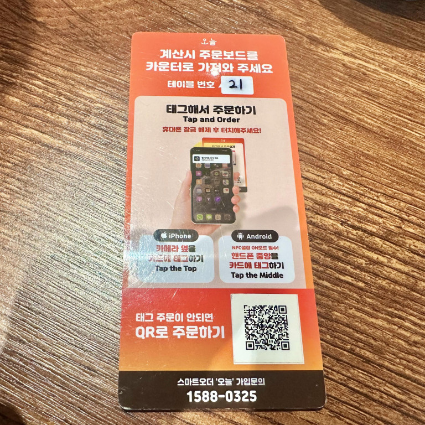 오늘
계산시 주문보드를
카운터로 가져와 주세요
테이블 번호 21
태그해서 주문하기
Tap and Order
휴대폰 잠금 해제 후 터치해주세요!
iPhone
카메라 옆을
카드에 태그하기
Tap the Top
Android
핸드폰 중앙을
카드에 태그하기
Tap the Middle
태그 주문이 안되면
QR로 주문하기
스마트오더 '오늘' 가입문의
1588-0325